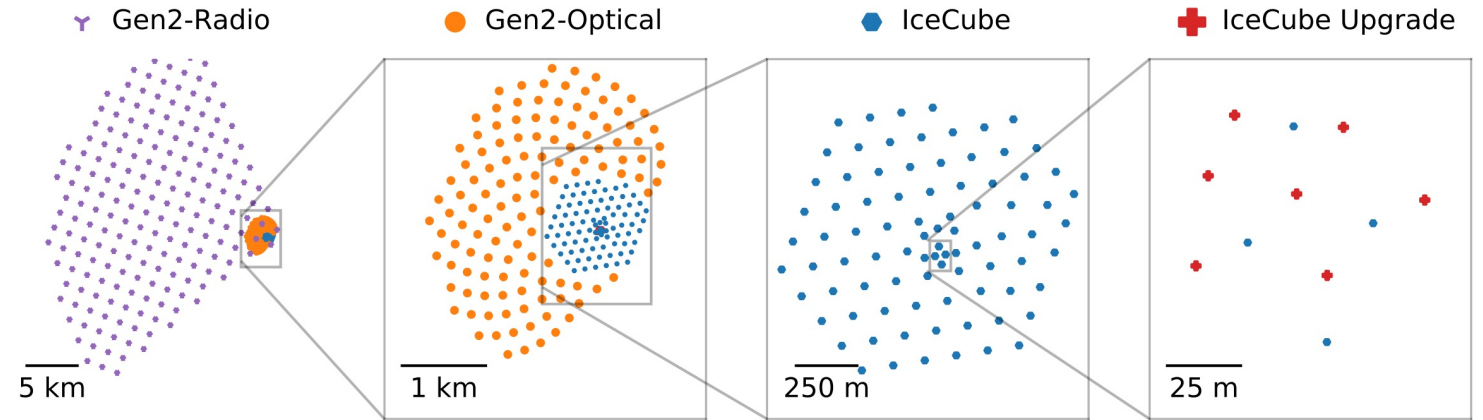 Gen2-Radio
Gen2-Optical
IceCube
IceCube Upgrade
5 km
1 km
250 m
25 m